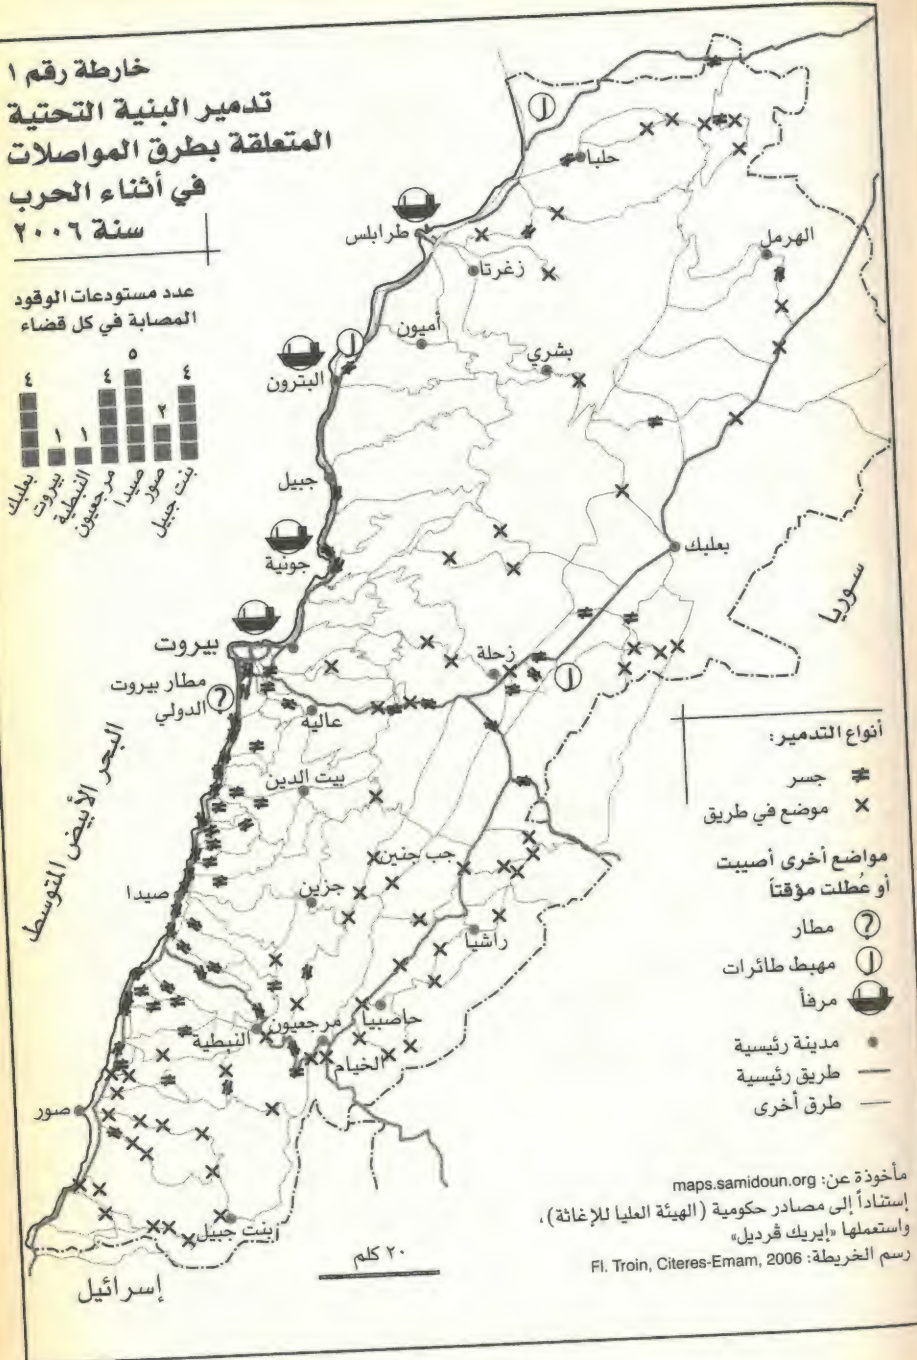 خارطة رقم ١
تدمير البنية التحتية
المتعلقة بطرق المواصلات
في أثناء الحرب
سنة ٢٠٠٦
عدد مستودعات الوقود
المصابة في كل قضاء
٤
١
١
٤
٥
٢
٤
بعلبك
بيروت
النبطية
مرجعيون
صيدا
صور
بنت جبيل
حلبا
طرابلس
زغرتا
الهرمل
أميون
بشري
البترون
جبيل
جونية
بعلبك
سوريا
بيروت
زحلة
مطار بيروت
الدولي
عاليه
البحر الأبيض المتوسط
بيت الدين
جب جنين
جزين
صيدا
راشيا
حاصبيا
مرجعيون
النبطية
الخيام
صور
بنت جبيل
إسرائيل
٢٠ كلم
أنواع التدمير:
جسر
موضع في طريق
مواضع أخرى أصيبت
أو عُطلت مؤقتاً
مطار
مهبط طائرات
مرفأ
مدينة رئيسية
طريق رئيسية
طرق أخرى
مأخوذة عن: maps.samidoun.org
إستناداً إلى مصادر حكومية (الهيئة العليا للإغاثة)،
واستعملها «إيريك ڤرديل»
رسم الخريطة: Fl. Troin, Citeres-Emam, 2006